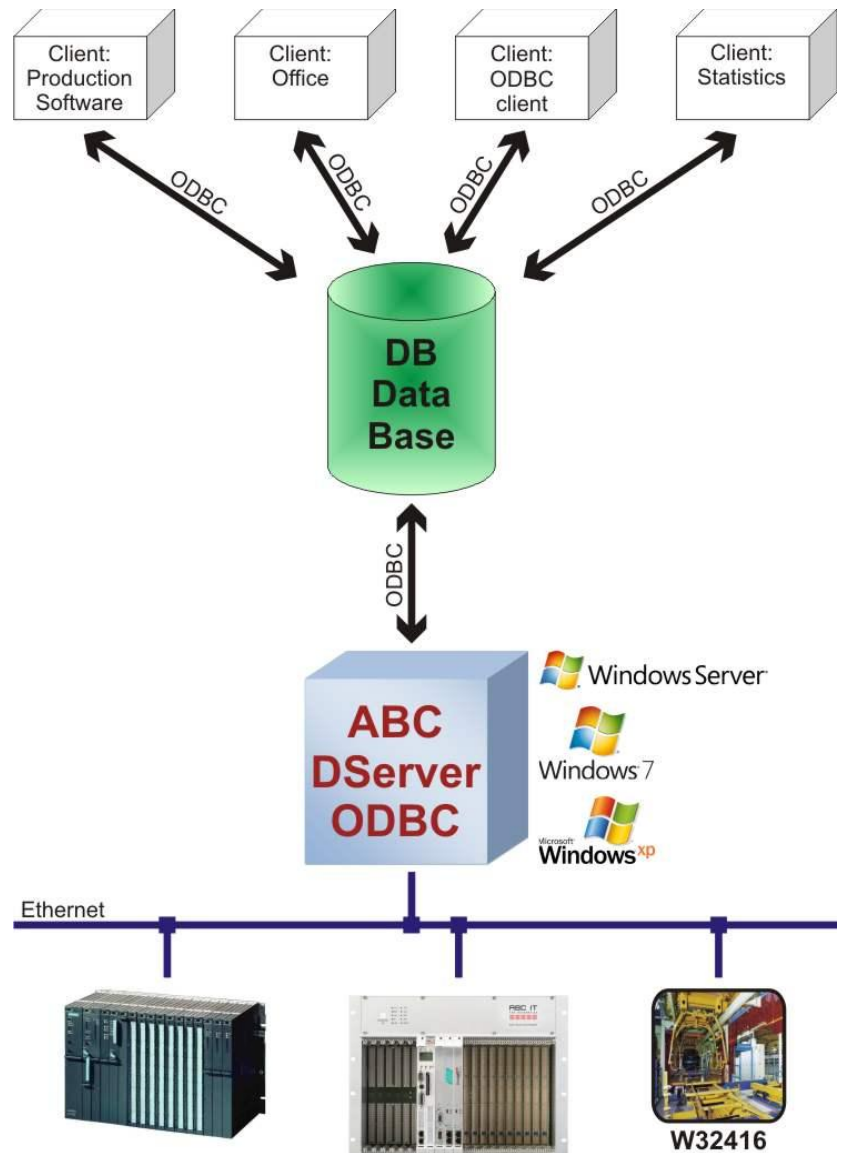 Client:
Production
Software
Client:
Office
Client:
ODBC
client
Client:
Statistics
ODBC
ODBC
ODBC
ODBC
DB
Data
Base
ODBC
ABC
DServer
ODBC
Windows Server
Windows 7
Microsoft
Windows xp
Ethernet
ABC IT
W32416